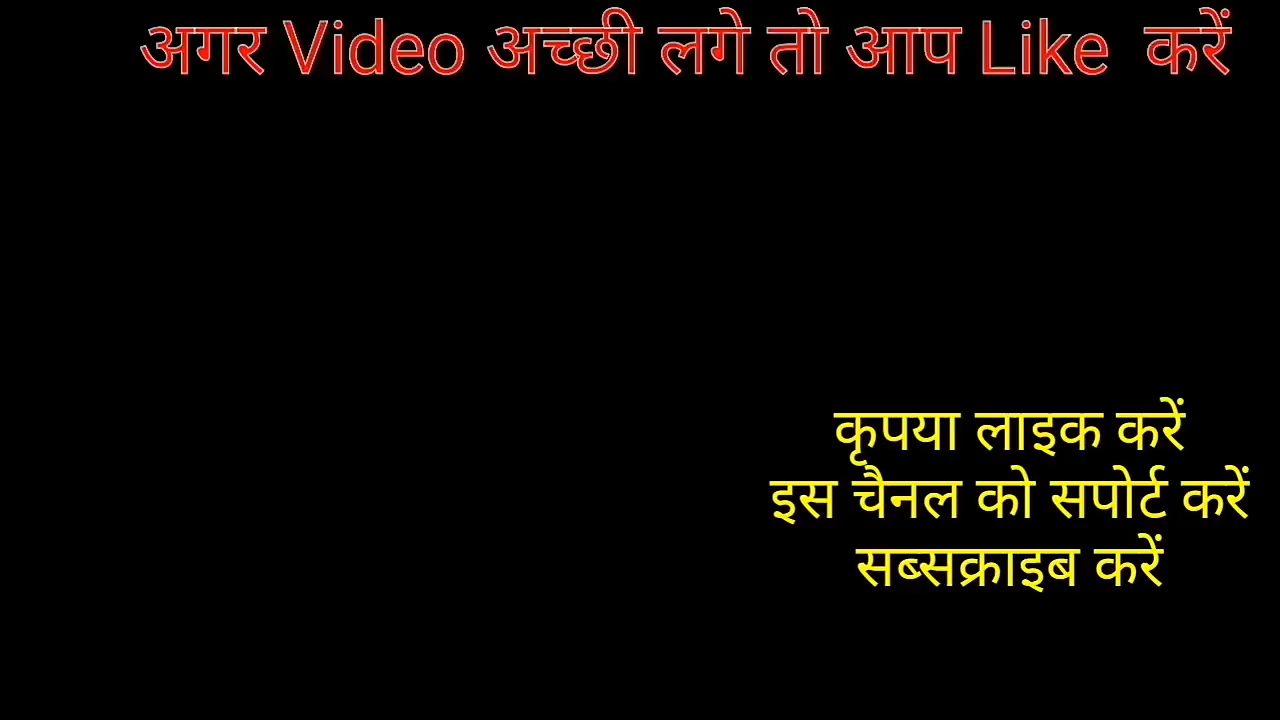 अगर Video अच्छी लगे तो आप Like करें
कृपया लाइक करें
इस चैनल को सपोर्ट करें
सब्सक्राइब करें